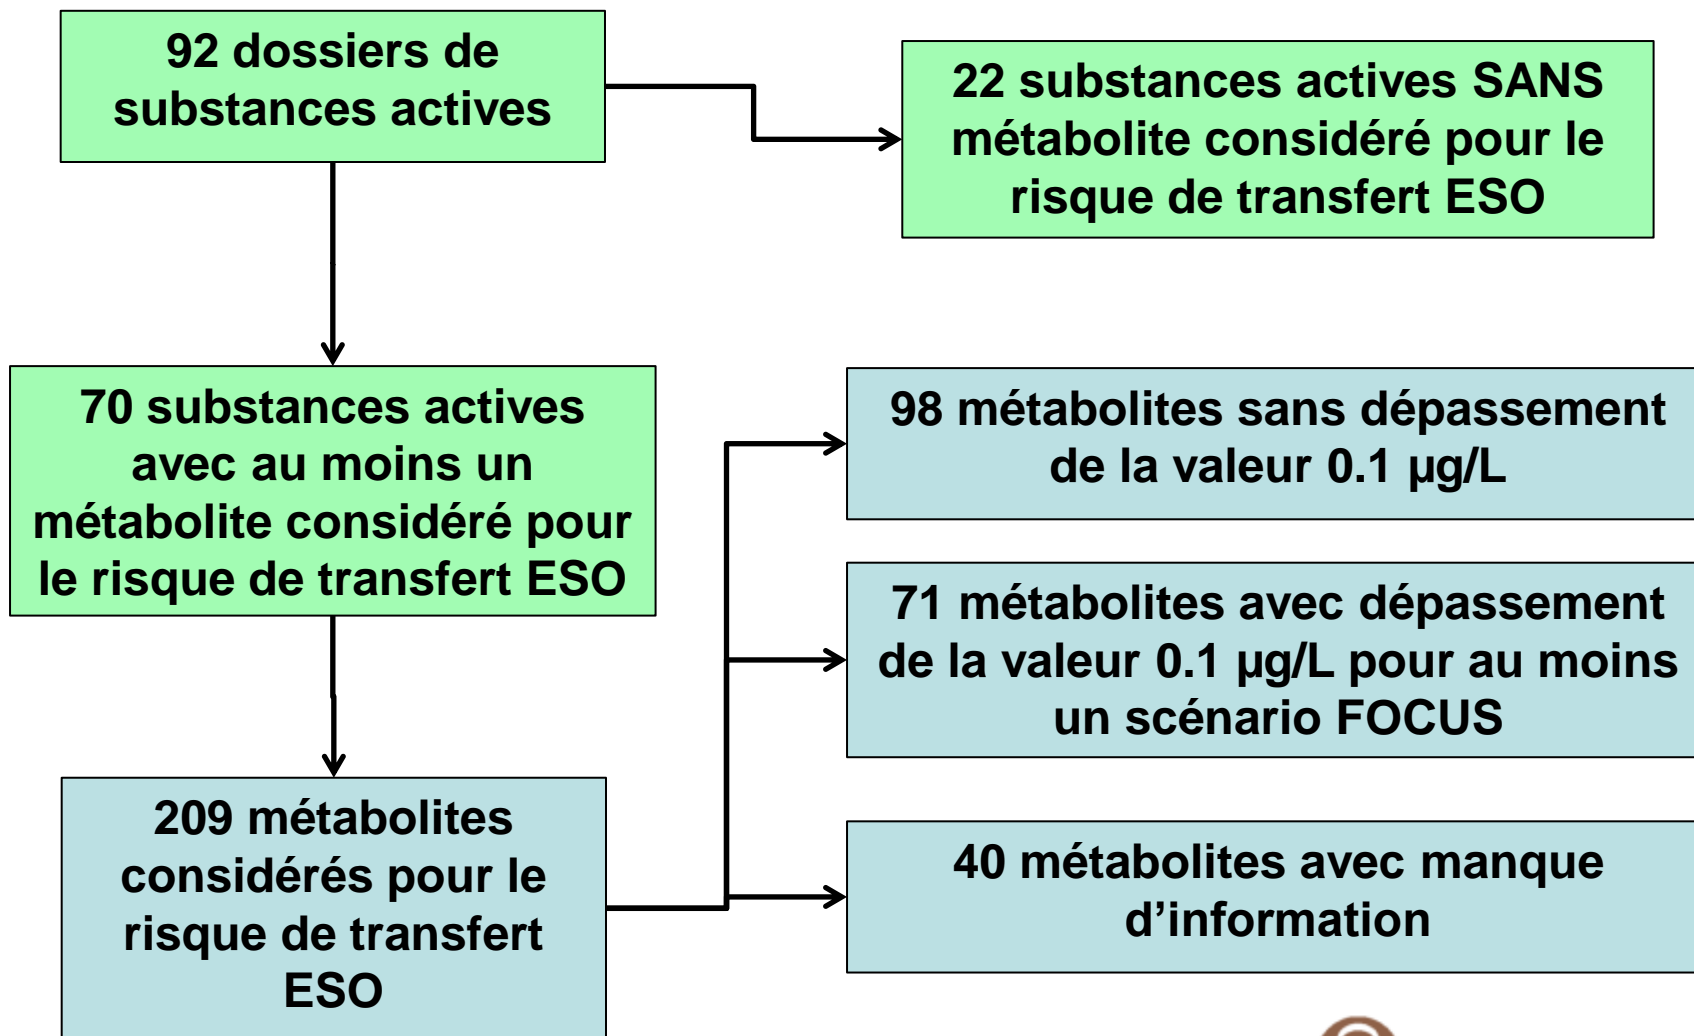 92 dossiers de
substances actives
22 substances actives SANS
métabolite considéré pour le
risque de transfert ESO
70 substances actives
avec au moins un
métabolite considéré pour
le risque de transfert ESO
98 métabolites sans dépassement
de la valeur 0.1 µg/L
71 métabolites avec dépassement
de la valeur 0.1 µg/L pour au moins
un scénario FOCUS
209 métabolites
considérés pour le
risque de transfert
ESO
40 métabolites avec manque
d’information